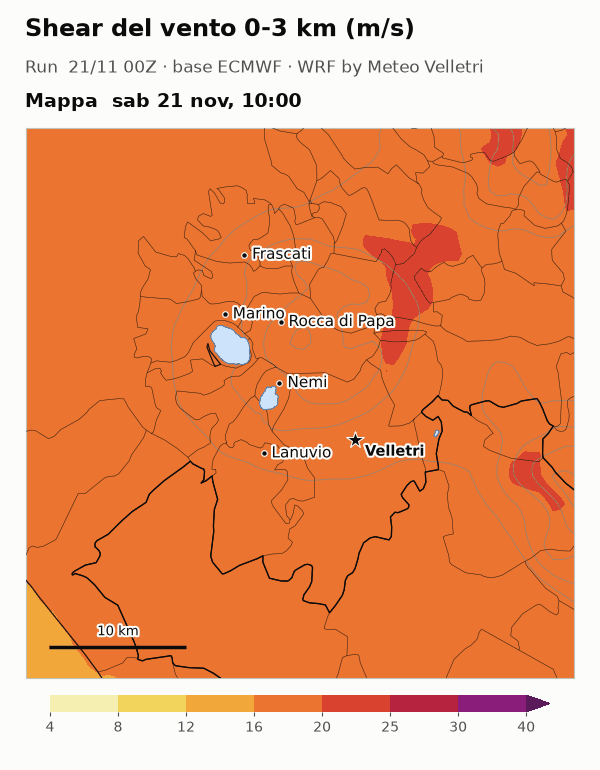 Shear del vento 0-3 km (m/s)
Run  21/11 00Z · base ECMWF · WRF by Meteo Velletri
Mappa  sab 21 nov, 10:00
Frascati
Marino
Rocca di Papa
Nemi
Velletri
Lanuvio
10 km
4 8 12 16 20 25 30 40